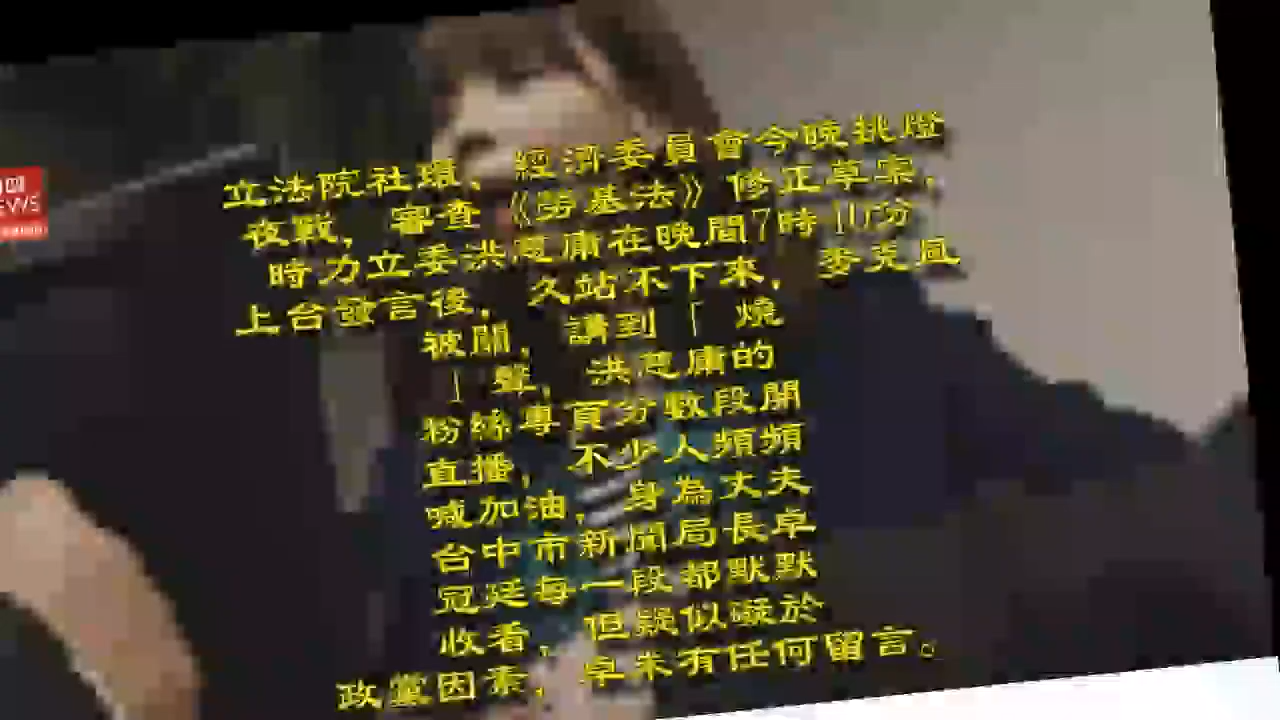 立法院社環、經濟委員會今晚挑燈
夜戰，審查《勞基法》修正草案，
時力立委洪慈庸在晚間7時10分
上台發言後，久站不下來，麥克風
被關，講到「燒
」聲，洪慈庸的
粉絲專頁分數段開
直播，不少人頻頻
喊加油，身為丈夫
台中市新聞局長卓
冠廷每一段都默默
收看，但疑似礙於
政黨因素，卓未有任何留言。